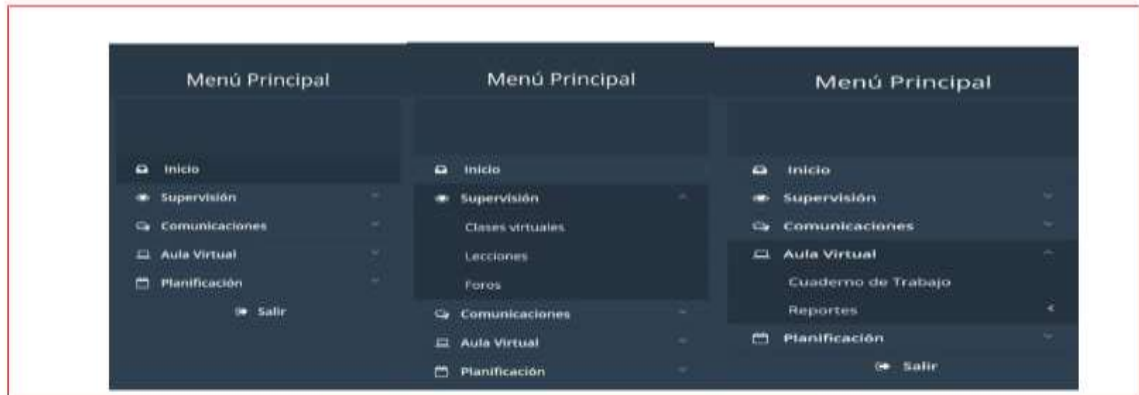 Menú Principal
Inicio
Supervisión
Comunicaciones
Aula Virtual
Planificación
Salir
Menú Principal
Inicio
Supervisión
Clases virtuales
Lecciones
Foros
Comunicaciones
Aula Virtual
Planificación
Menú Principal
Inicio
Supervisión
Comunicaciones
Aula Virtual
Cuaderno de Trabajo
Reportes
Planificación
Salir